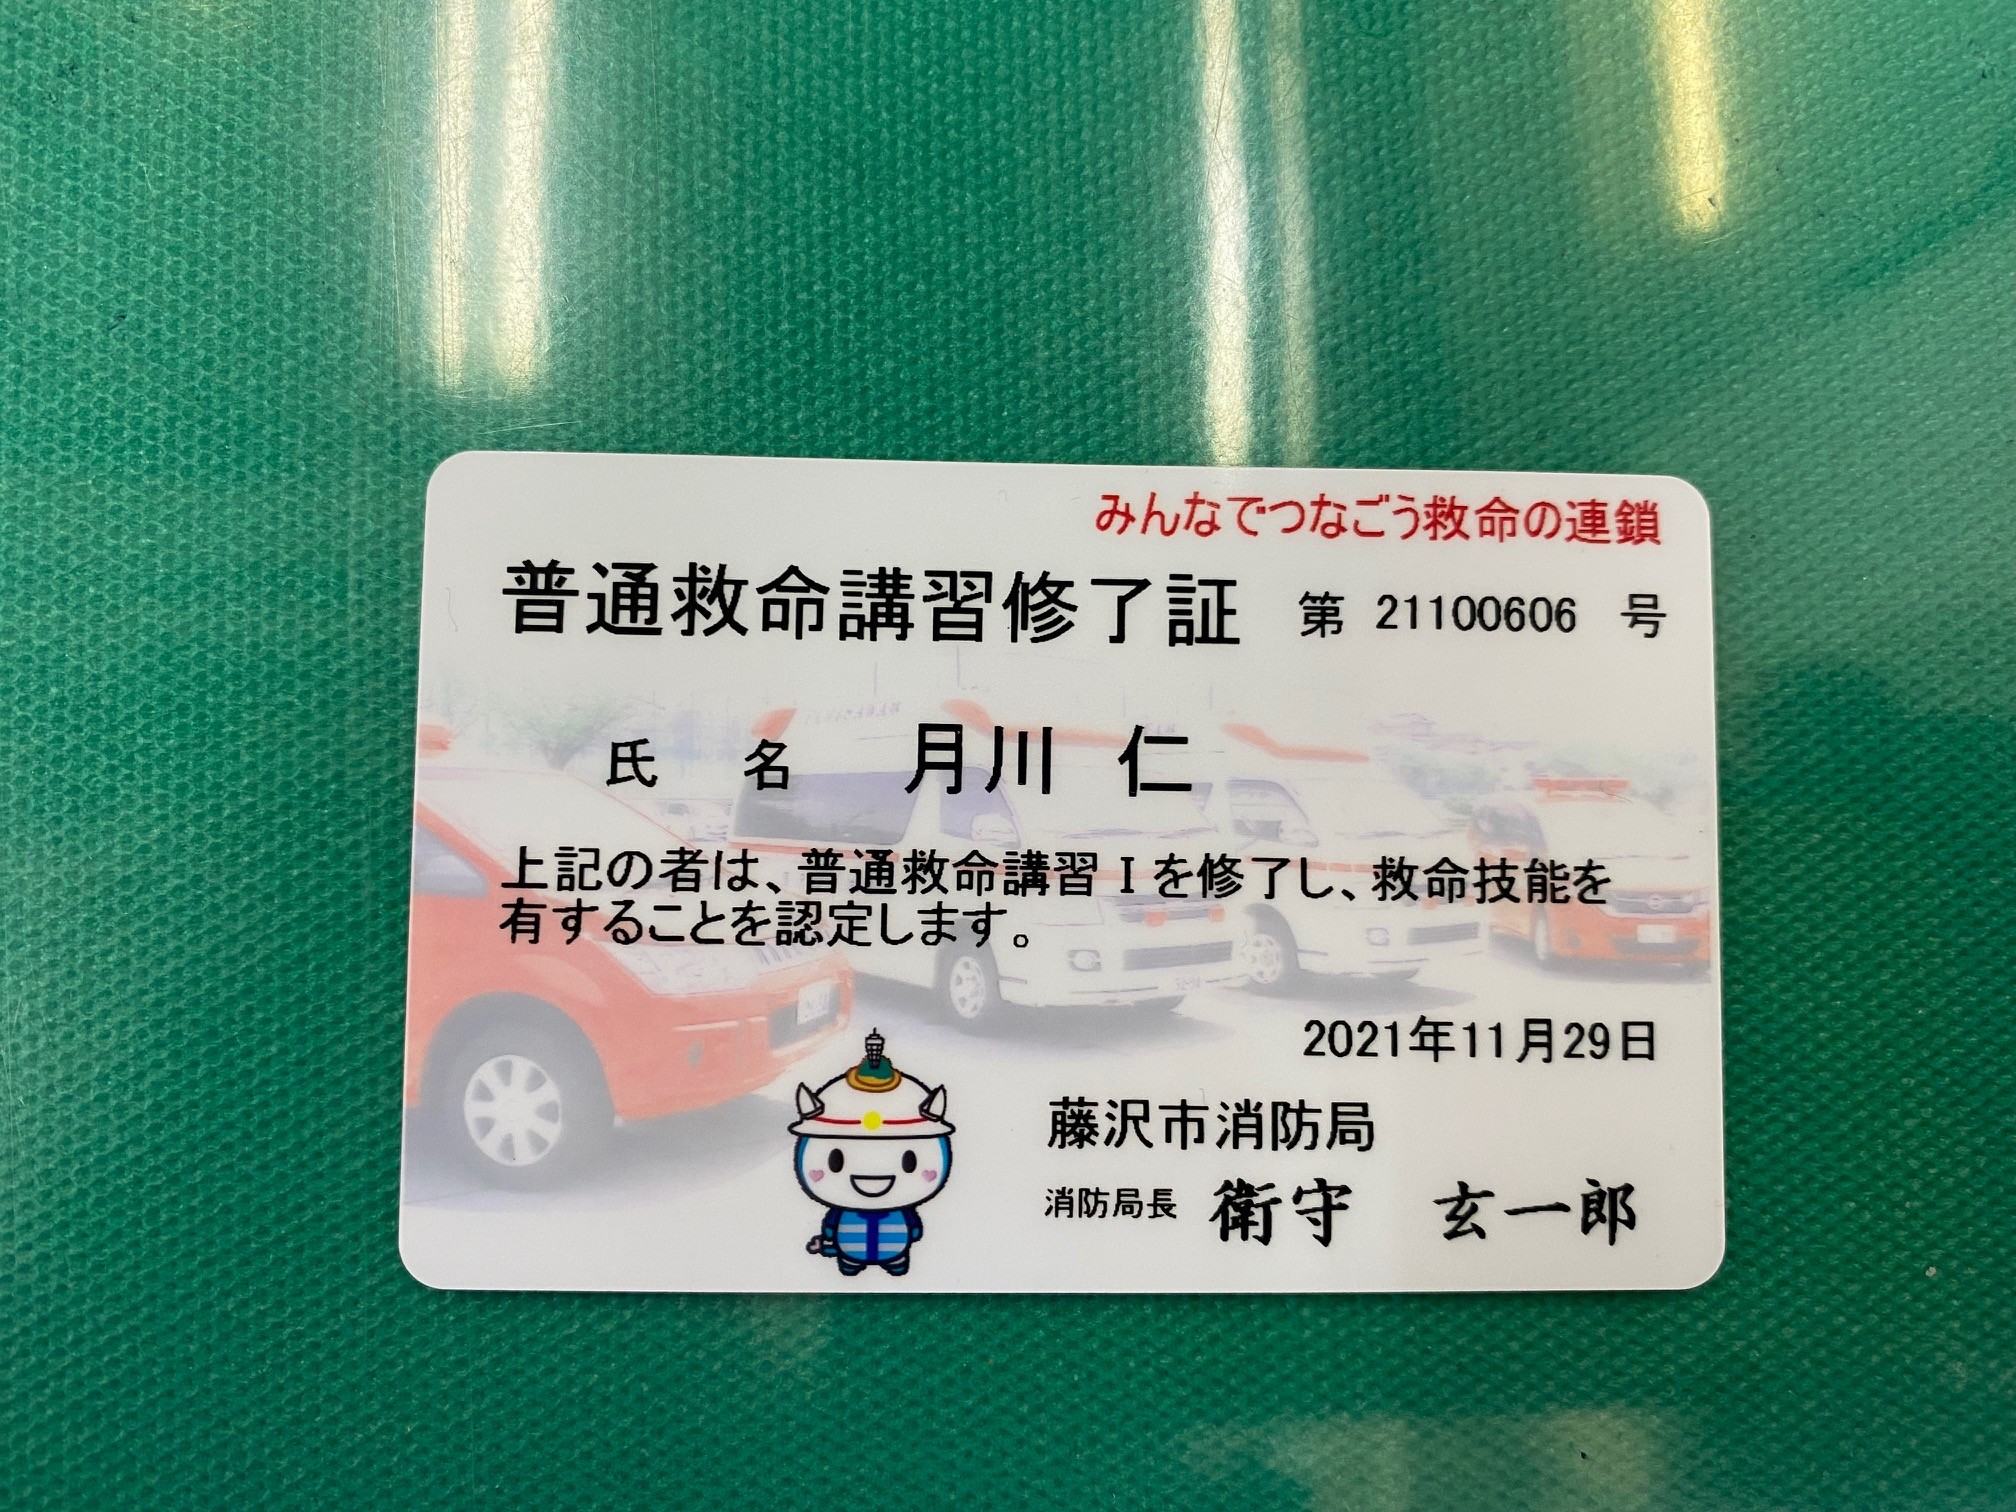 みんなでつなごう救命の連鎖
普通救命講習修了証 第 21100606 号
氏 名 月川 仁
上記の者は、普通救命講習Ⅰを修了し、救命技能を
有することを認定します。
2021年11月29日
藤沢市消防局
消防局長 衛守 玄一郎